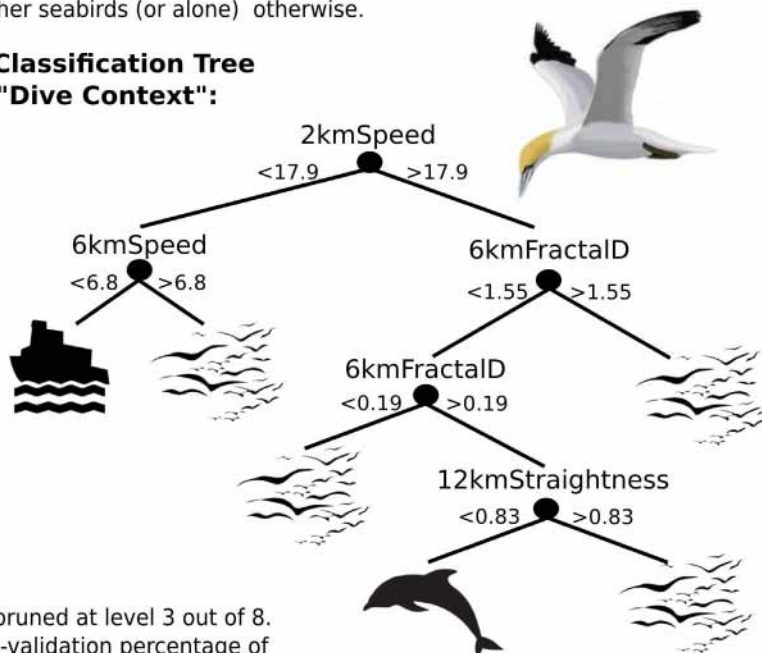 her seabirds (or alone) otherwise.
Classification Tree
"Dive Context":
2kmSpeed
<17.9 >17.9
6kmSpeed 6kmFractalD
<6.8 >6.8 <1.55 >1.55
6kmFractalD
<0.19 >0.19
12kmStraightness
<0.83 >0.83
pruned at level 3 out of 8.
-validation percentage of